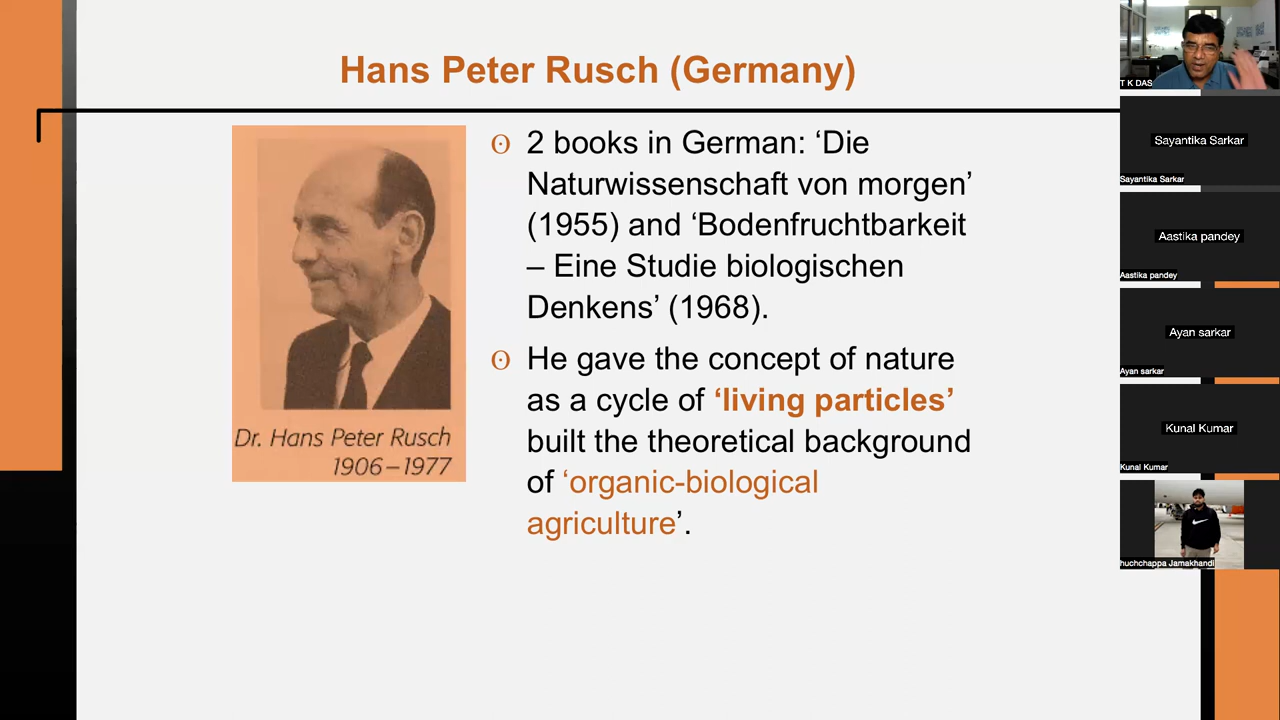 Hans Peter Rusch (Germany)
Dr. Hans Peter Rusch
1906–1977
2 books in German: ‘Die
Naturwissenschaft von morgen’
(1955) and ‘Bodenfruchtbarkeit
– Eine Studie biologischen
Denkens’ (1968).
He gave the concept of nature
as a cycle of ‘living particles’
built the theoretical background
of ‘organic-biological
agriculture’.
T K DAS
Sayantika Sarkar
Sayantika Sarkar
Aastika pandey
Aastika pandey
Ayan sarkar
Ayan sarkar
Kunal Kumar
Kunal Kumar
huchchappa Jamakhandi